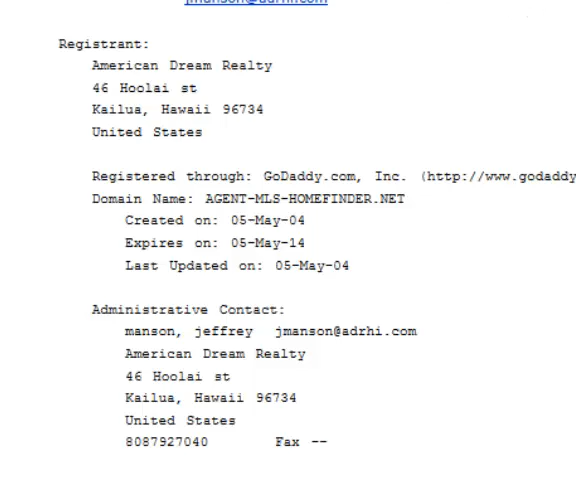 jmanson@adrhi.com
Registrant:
American Dream Realty
46 Hoolai st
Kailua, Hawaii 96734
United States
Registered through: GoDaddy.com, Inc. (http://www.godaddy
Domain Name: AGENT-MLS-HOMEFINDER.NET
Created on: 05-May-04
Expires on: 05-May-14
Last Updated on: 05-May-04
Administrative Contact:
manson, jeffrey jmanson@adrhi.com
American Dream Realty
46 Hoolai st
Kailua, Hawaii 96734
United States
8087927040 Fax --